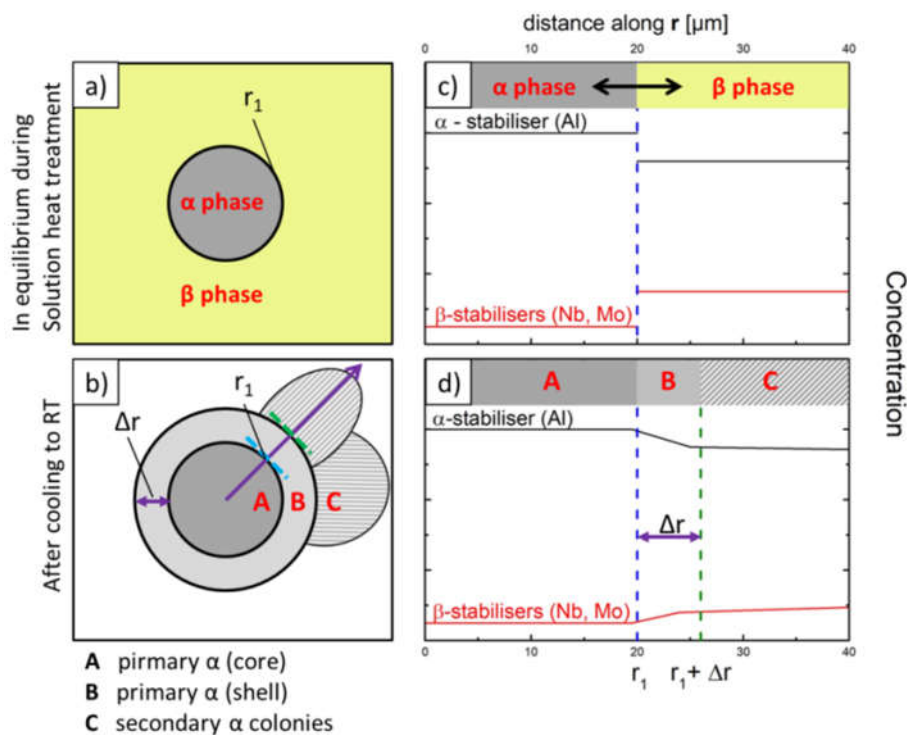 distance along r [µm]
0 10 20 30 40
In equilibrium during
Solution heat treatment
a)
r1
α phase
β phase
c)
α phase
β phase
α - stabiliser (Al)
β-stabilisers (Nb, Mo)
Concentration
After cooling to RT
b)
r1
Δr
A B C
d)
A B C
α-stabiliser (Al)
Δr
β-stabilisers (Nb, Mo)
0 10 20 30 40
r1 r1+ Δr
A pirmary α (core)
B primary α (shell)
C secondary α colonies